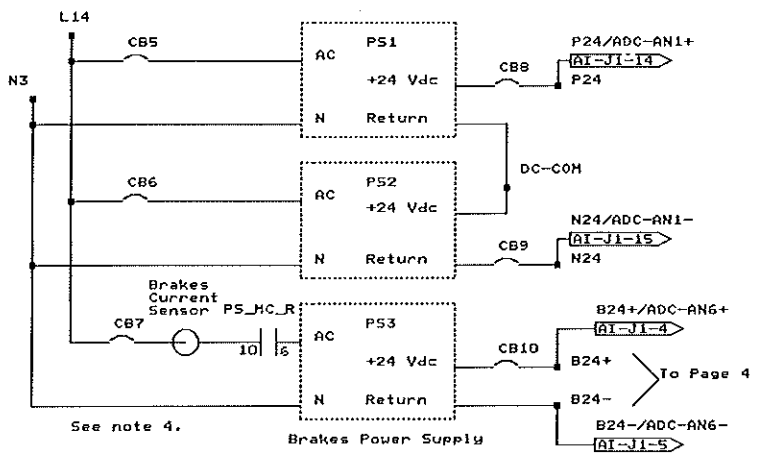 L14
N3
CB5
AC
PS1
+24 Vdc
N
Return
CB8
P24/ADC-AN1+
AI-J1-14
P24
DC-COM
CB6
AC
PS2
+24 Vdc
N
Return
CB9
N24/ADC-AN1-
AI-J1-15
N24
CB7
Brakes
Current
Sensor
PS_MC_R
10
6
AC
PS3
+24 Vdc
N
Return
CB10
B24+/ADC-AN6+
AI-J1-4
B24+
To Page 4
B24-
B24-/ADC-AN6-
AI-J1-5
See note 4.
Brakes Power Supply